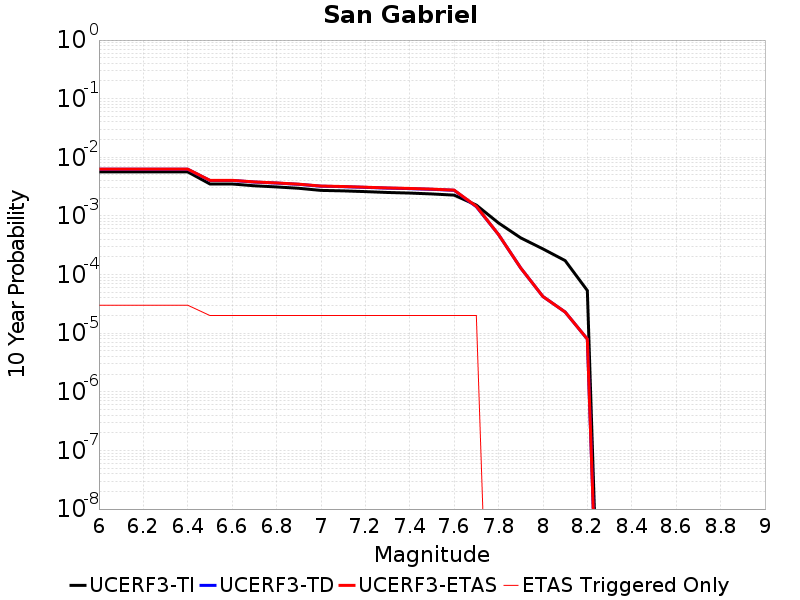 San Gabriel
10 Year Probability
10^0
10^-1
10^-2
10^-3
10^-4
10^-5
10^-6
10^-7
10^-8
6 6.2 6.4 6.6 6.8 7 7.2 7.4 7.6 7.8 8 8.2 8.4 8.6 8.8 9
Magnitude
UCERF3-TI UCERF3-TD UCERF3-ETAS ETAS Triggered Only